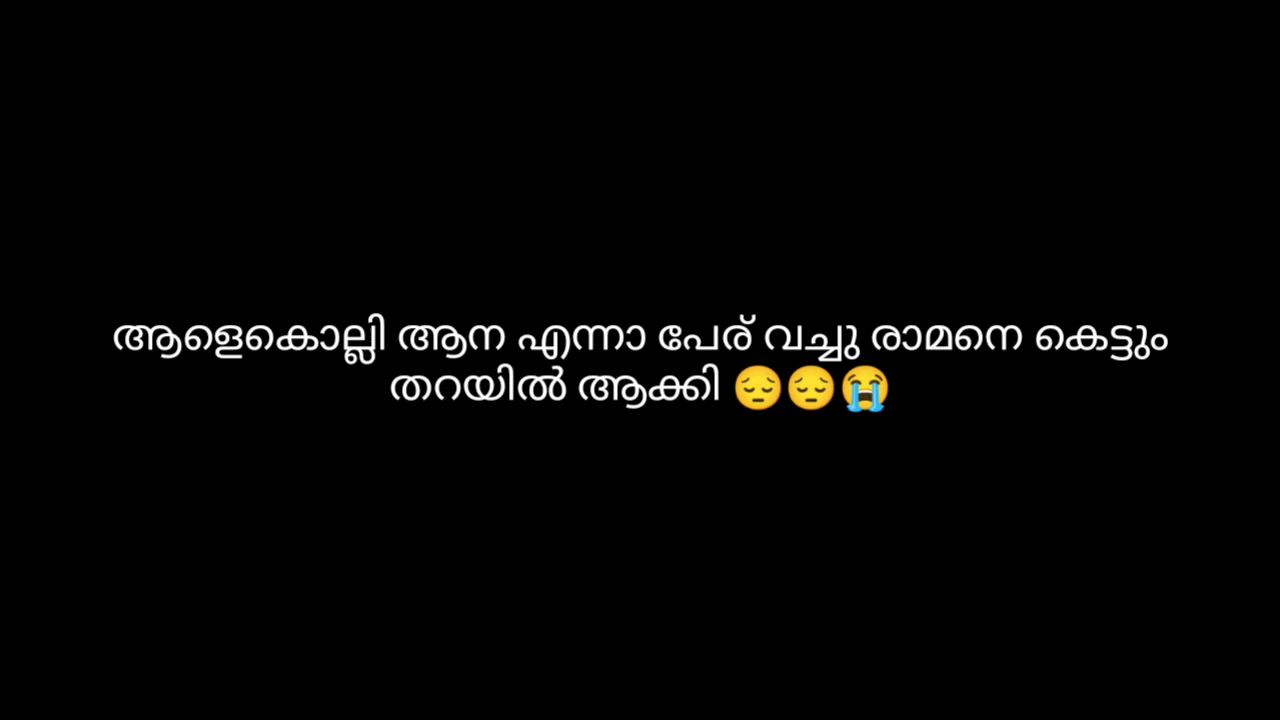 ആളെകൊല്ലി ആന എന്നാ പേര് വച്ചു രാമനെ കെട്ടും
തറയിൽ ആക്കി 😔😔😭